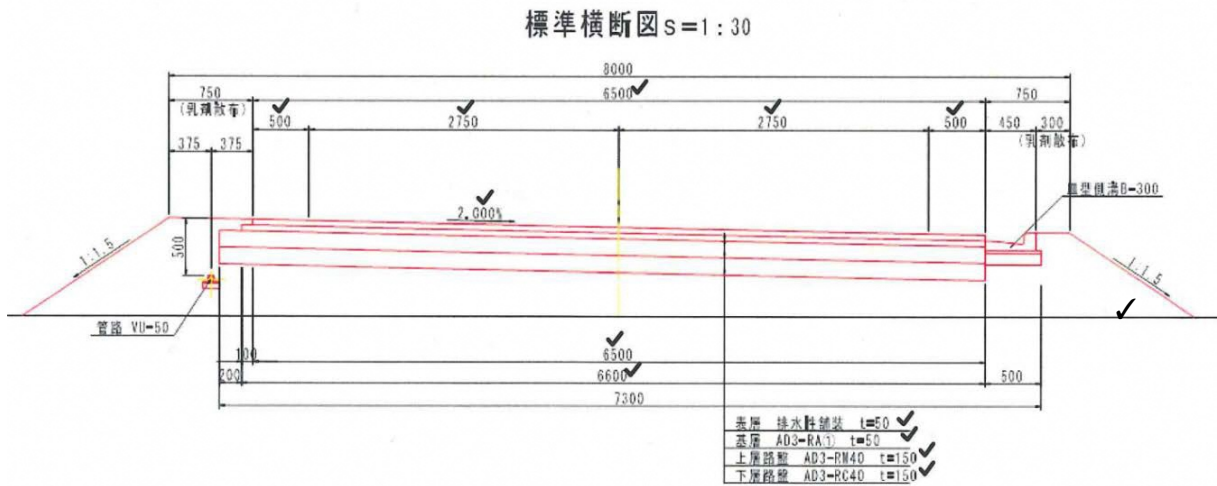 標準横断図 S=1:30
8000
750 6500 750
(乳剤散布)
500 2750 2750 500 450 300
(乳剤散布)
375 375
皿型側溝B-300
2.000%
500
1:1.5
1:1.5
管路 VU-50
100 6500
200 6600 500
7300
表層 排水性舗装 t=50
基層 AD3-RA① t=50
上層路盤 AD3-RM40 t=150
下層路盤 AD3-RC40 t=150